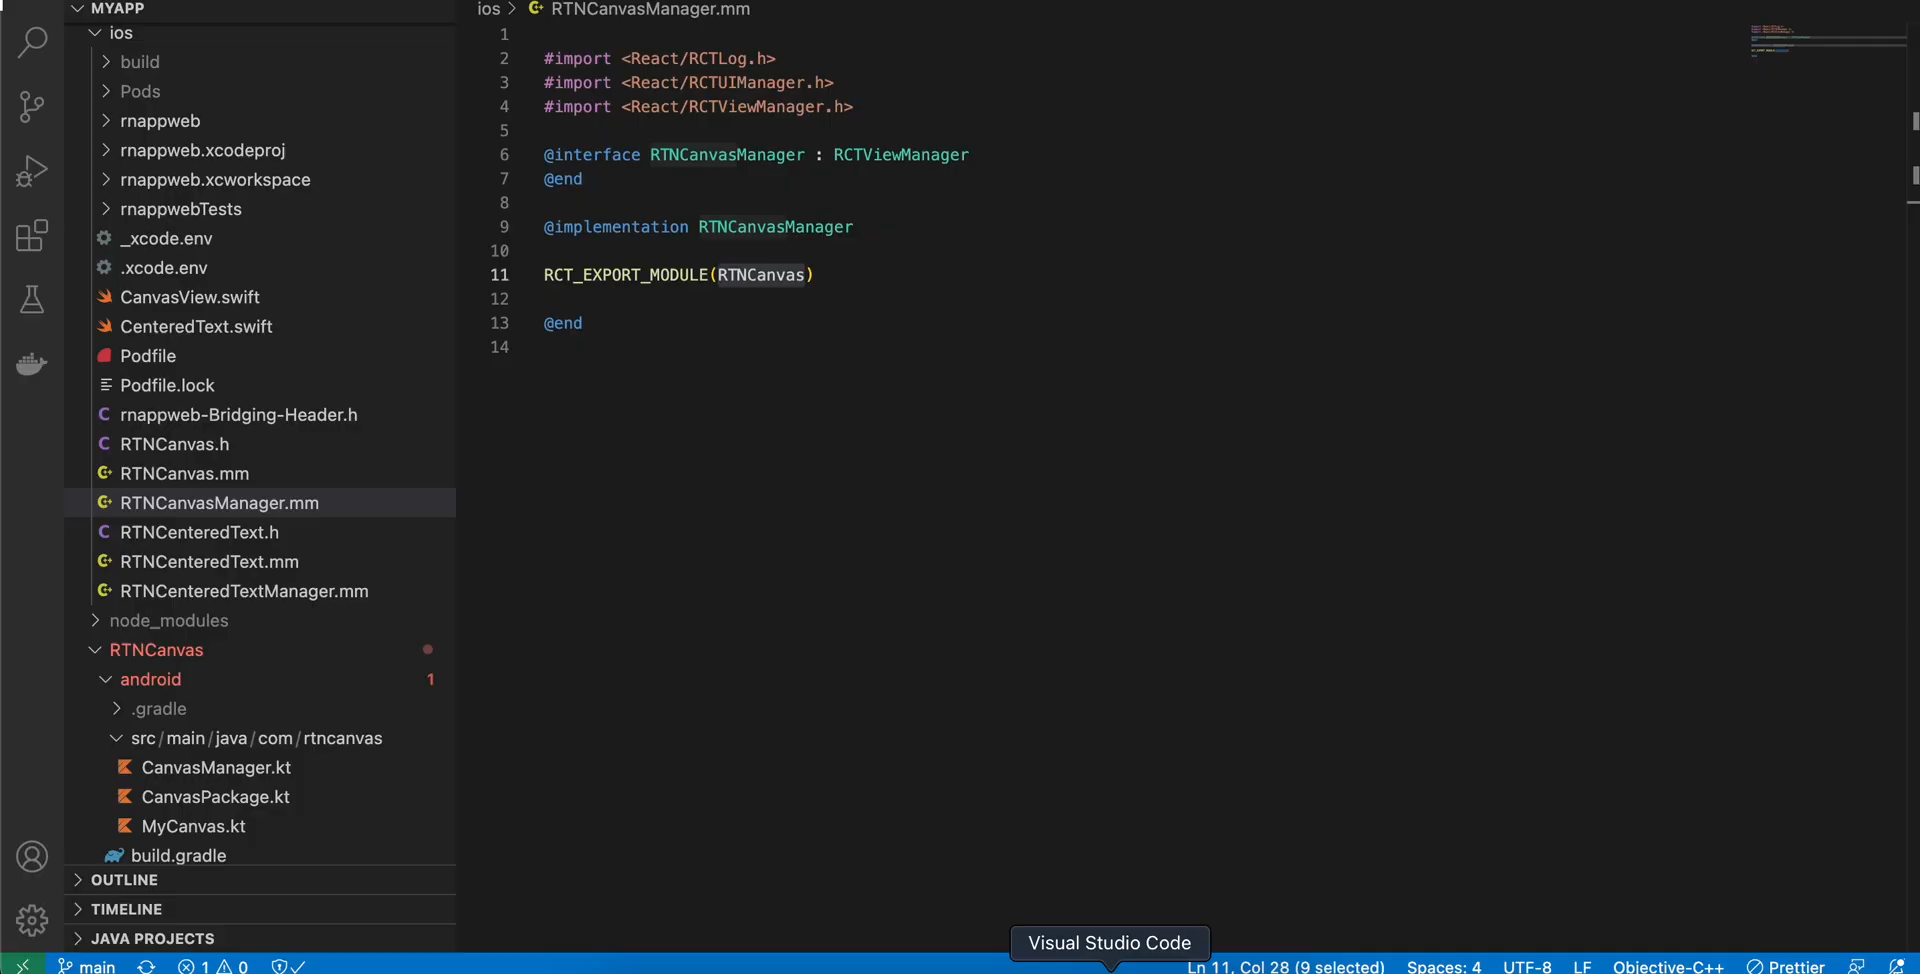 MYAPP
ios
build
Pods
rnappweb
rnappweb.xcodeproj
rnappweb.xcworkspace
rnappwebTests
_xcode.env
.xcode.env
CanvasView.swift
CenteredText.swift
Podfile
Podfile.lock
rnappweb-Bridging-Header.h
RTNCanvas.h
RTNCanvas.mm
RTNCanvasManager.mm
RTNCenteredText.h
RTNCenteredText.mm
RTNCenteredTextManager.mm
node_modules
RTNCanvas
android 1
.gradle
src/main/java/com/rtncanvas
CanvasManager.kt
CanvasPackage.kt
MyCanvas.kt
build.gradle
OUTLINE
TIMELINE
JAVA PROJECTS
ios > RTNCanvasManager.mm
1
2 #import <React/RCTLog.h>
3 #import <React/RCTUIManager.h>
4 #import <React/RCTViewManager.h>
5
6 @interface RTNCanvasManager : RCTViewManager
7 @end
8
9 @implementation RTNCanvasManager
10
11 RCT_EXPORT_MODULE(RTNCanvas)
12
13 @end
14
Visual Studio Code
main 1 0 Ln 11, Col 28 (9 selected) Spaces: 4 UTF-8 LF Objective-C++ Prettier